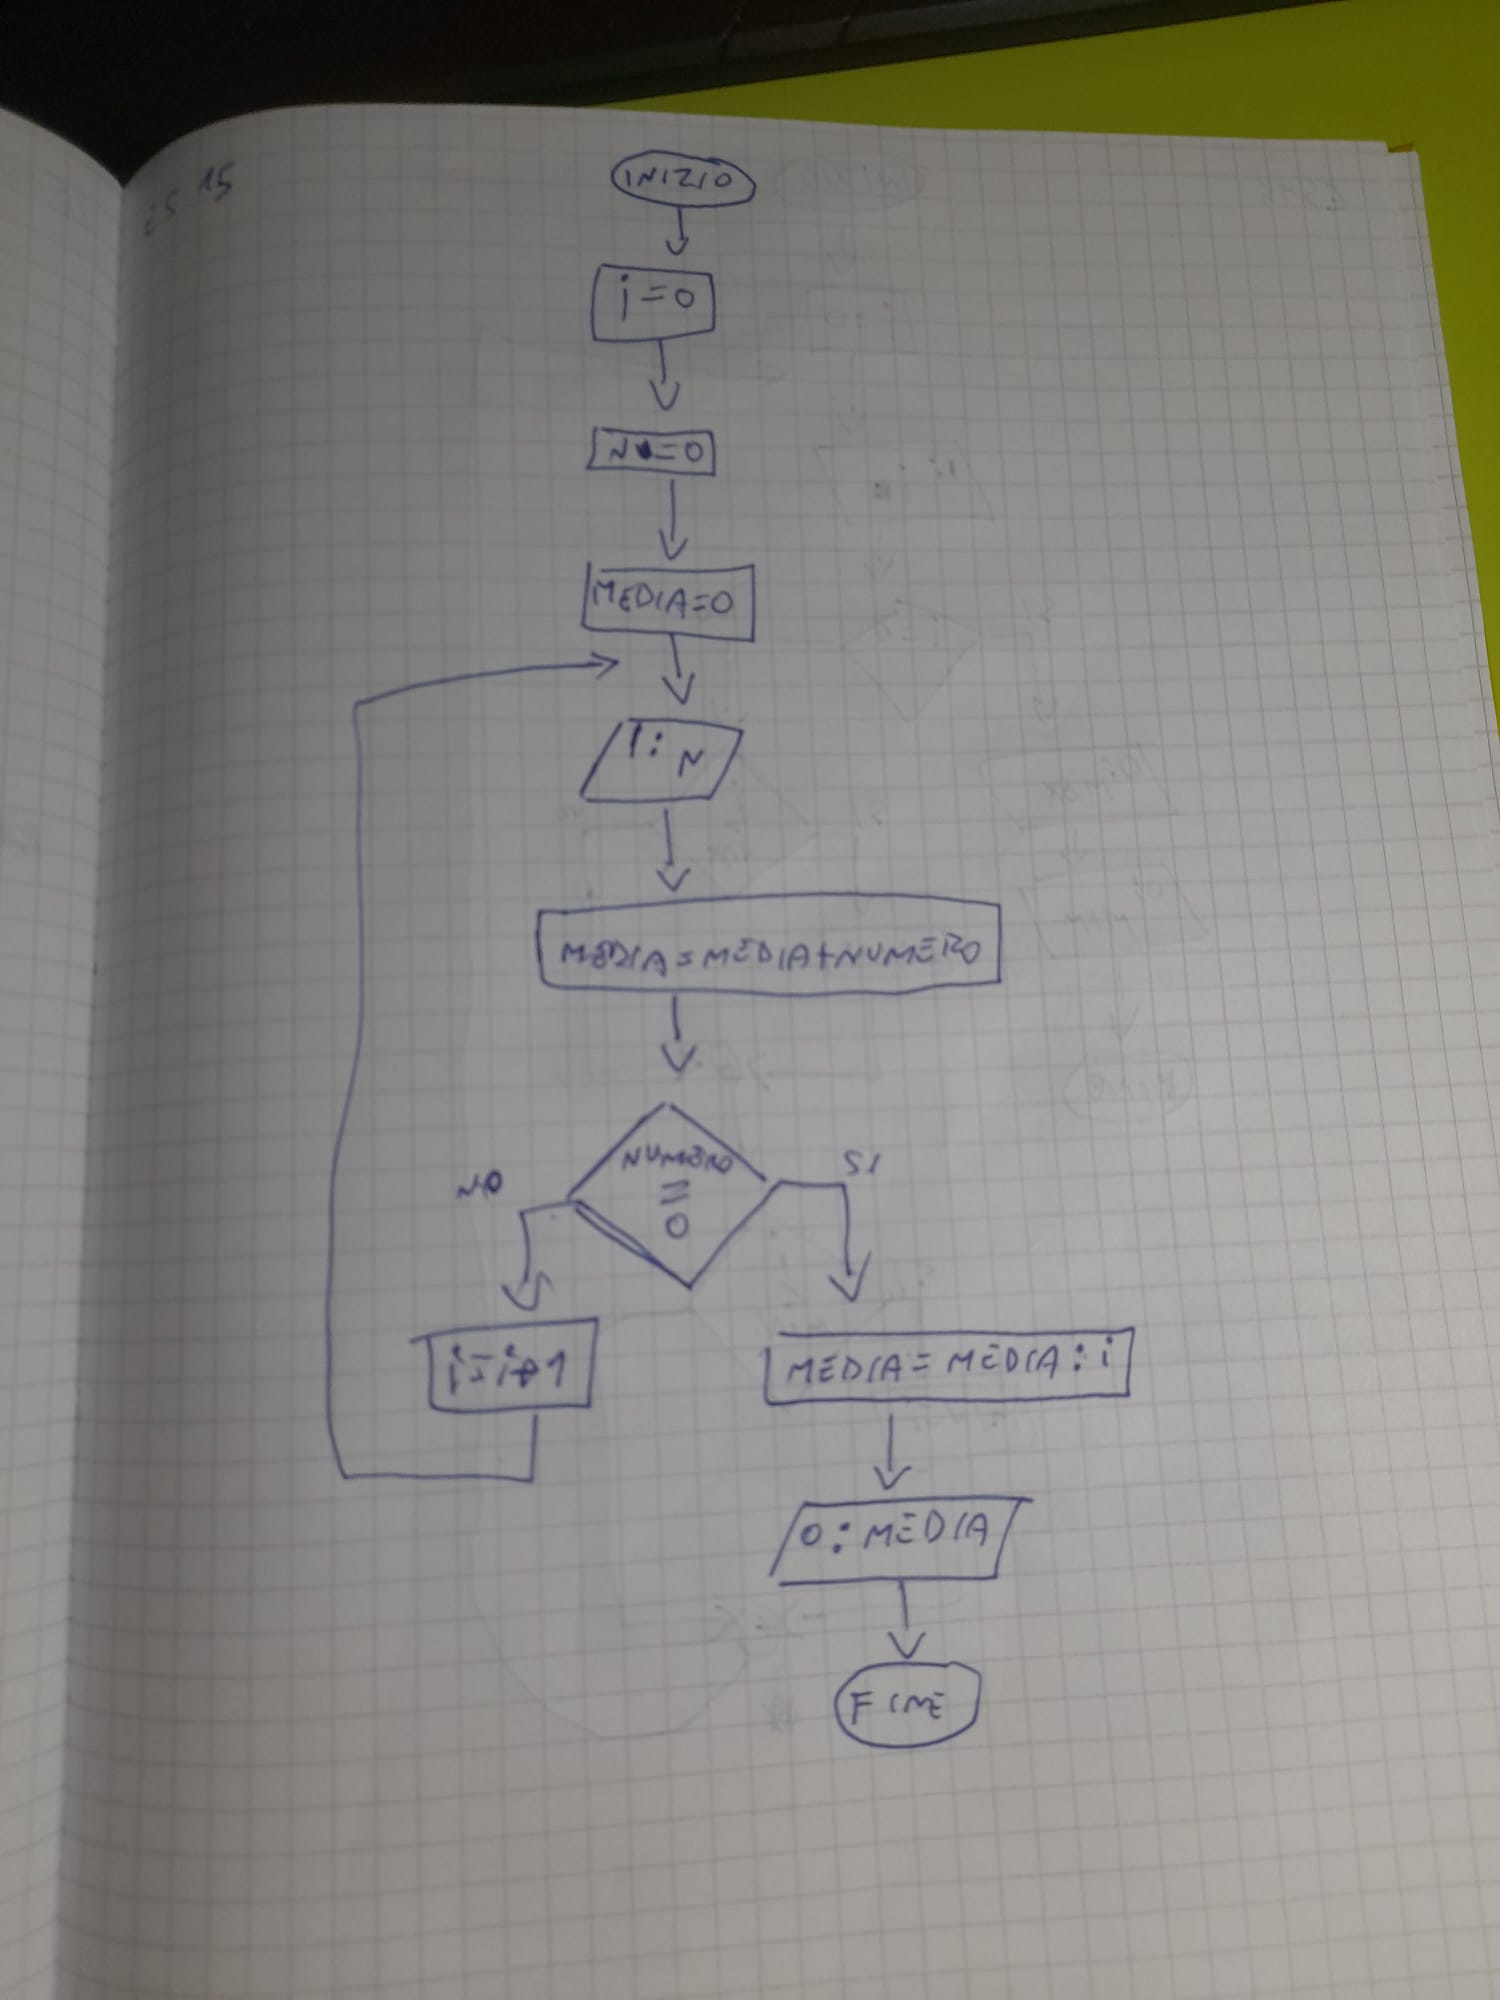 ES 15
INIZIO
i=0
N =0
MEDIA=0
I: N
MEDIA=MEDIA+NUMERO
NUMERO
=
0
NO
SI
i=i+1
MEDIA=MEDIA:i
O:MEDIA
FINE